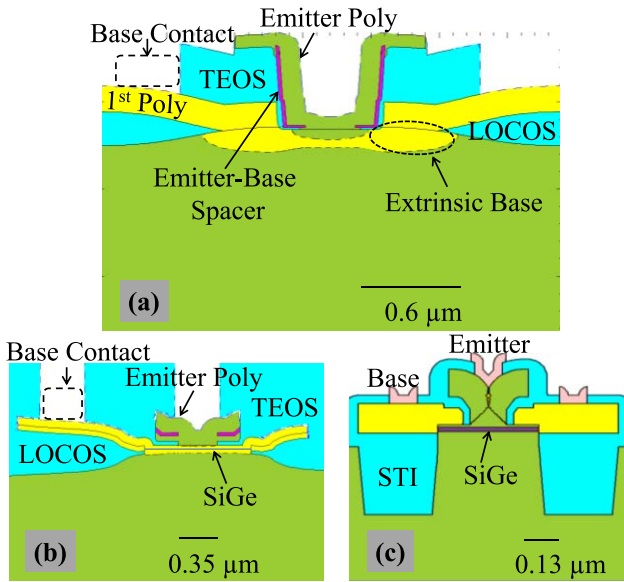 Base Contact
Emitter Poly
TEOS
1st Poly
LOCOS
Emitter-Base
Spacer
Extrinsic Base
(a)
0.6 µm
Base Contact
Emitter Poly
TEOS
LOCOS
SiGe
(b)
0.35 µm
Emitter
Base
STI
SiGe
(c)
0.13 µm